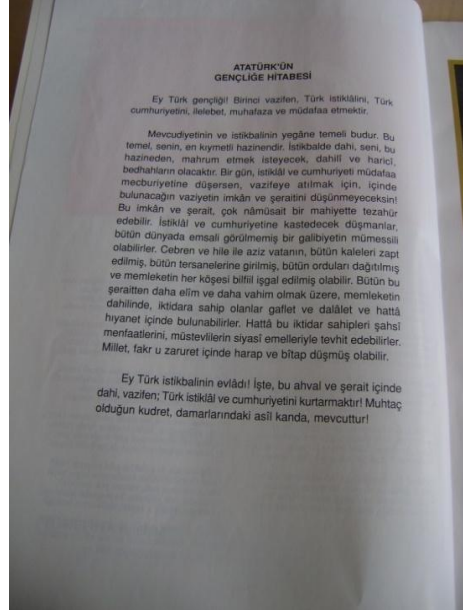 ATATÜRK'ÜN
GENÇLİĞE HİTABESİ
Ey Türk gençliği! Birinci vazifen, Türk istiklâlini, Türk
cumhuriyetini, ilelebet, muhafaza ve müdafaa etmektir.
Mevcudiyetinin ve istikbalinin yegâne temeli budur. Bu
temel, senin, en kıymetli hazinendir. İstikbalde dahi, seni, bu
hazineden, mahrum etmek isteyecek, dahilî ve haricî,
bedhahların olacaktır. Bir gün, istiklâl ve cumhuriyeti müdafaa
mecburiyetine düşersen, vazifeye atılmak için, içinde
bulunacağın vaziyetin imkân ve şeraitini düşünmeyeceksin!
Bu imkân ve şerait, çok nâmüsait bir mahiyette tezahür
edebilir. İstiklâl ve cumhuriyetine kastedecek düşmanlar,
bütün dünyada emsali görülmemiş bir galibiyetin mümessili
olabilirler. Cebren ve hile ile aziz vatanın, bütün kaleleri zapt
edilmiş, bütün tersanelerine girilmiş, bütün orduları dağıtılmış
ve memleketin her köşesi bilfiil işgal edilmiş olabilir. Bütün bu
şeraitten daha elîm ve daha vahim olmak üzere, memleketin
dahilinde, iktidara sahip olanlar gaflet ve dalâlet ve hattâ
hıyanet içinde bulunabilirler. Hattâ bu iktidar sahipleri şahsî
menfaatlerini, müstevlilerin siyasî emelleriyle tevhit edebilirler.
Millet, fakr u zaruret içinde harap ve bîtap düşmüş olabilir.
Ey Türk istikbalinin evlâdı! İşte, bu ahval ve şerait içinde
dahi, vazifen; Türk istiklâl ve cumhuriyetini kurtarmaktır! Muhtaç
olduğun kudret, damarlarındaki asîl kanda, mevcuttur!